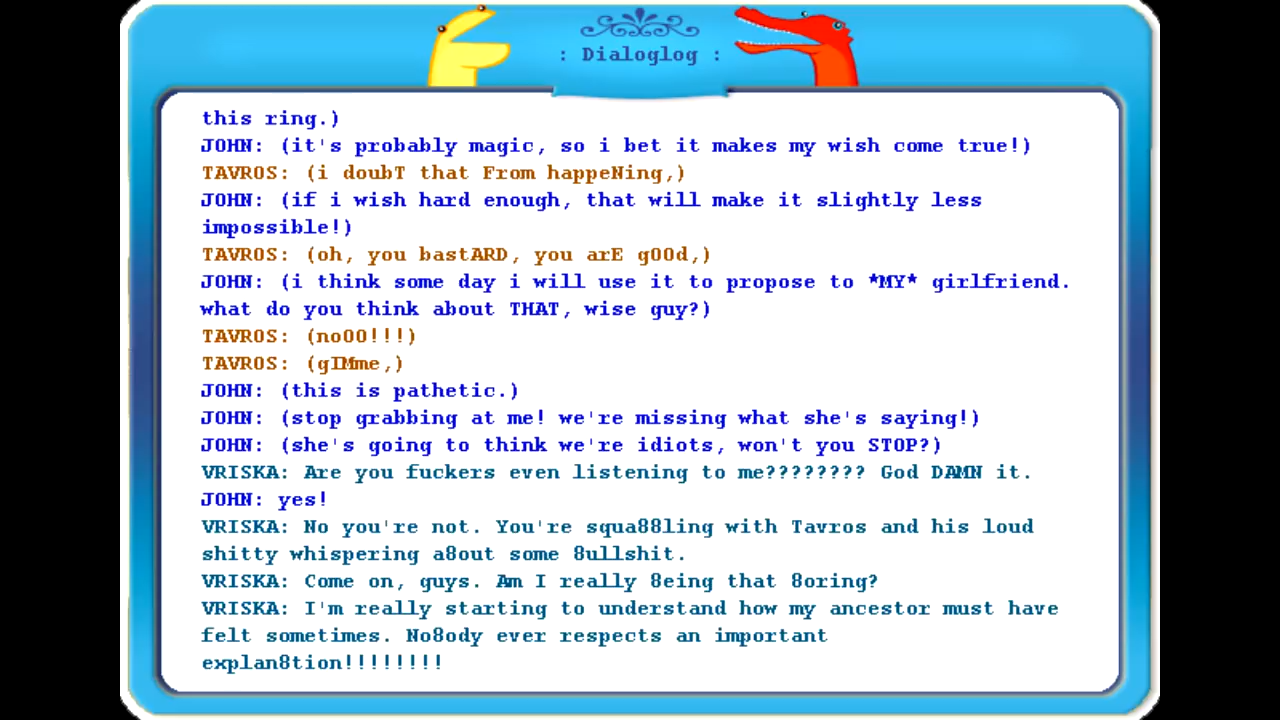 : Dialoglog :
this ring.)
JOHN: (it's probably magic, so i bet it makes my wish come true!)
TAVROS: (i doubT that From happeNing,)
JOHN: (if i wish hard enough, that will make it slightly less
impossible!)
TAVROS: (oh, you bastARD, you arE gOOd,)
JOHN: (i think some day i will use it to propose to *MY* girlfriend.
what do you think about THAT, wise guy?)
TAVROS: (noOO!!!)
TAVROS: (gIMme,)
JOHN: (this is pathetic.)
JOHN: (stop grabbing at me! we're missing what she's saying!)
JOHN: (she's going to think we're idiots, won't you STOP?)
VRISKA: Are you fuckers even listening to me???????? God DAMN it.
JOHN: yes!
VRISKA: No you're not. You're squa88ling with Tavros and his loud
shitty whispering a8out some 8ullshit.
VRISKA: Come on, guys. Am I really 8eing that 8oring?
VRISKA: I'm really starting to understand how my ancestor must have
felt sometimes. No8ody ever respects an important
explan8tion!!!!!!!!